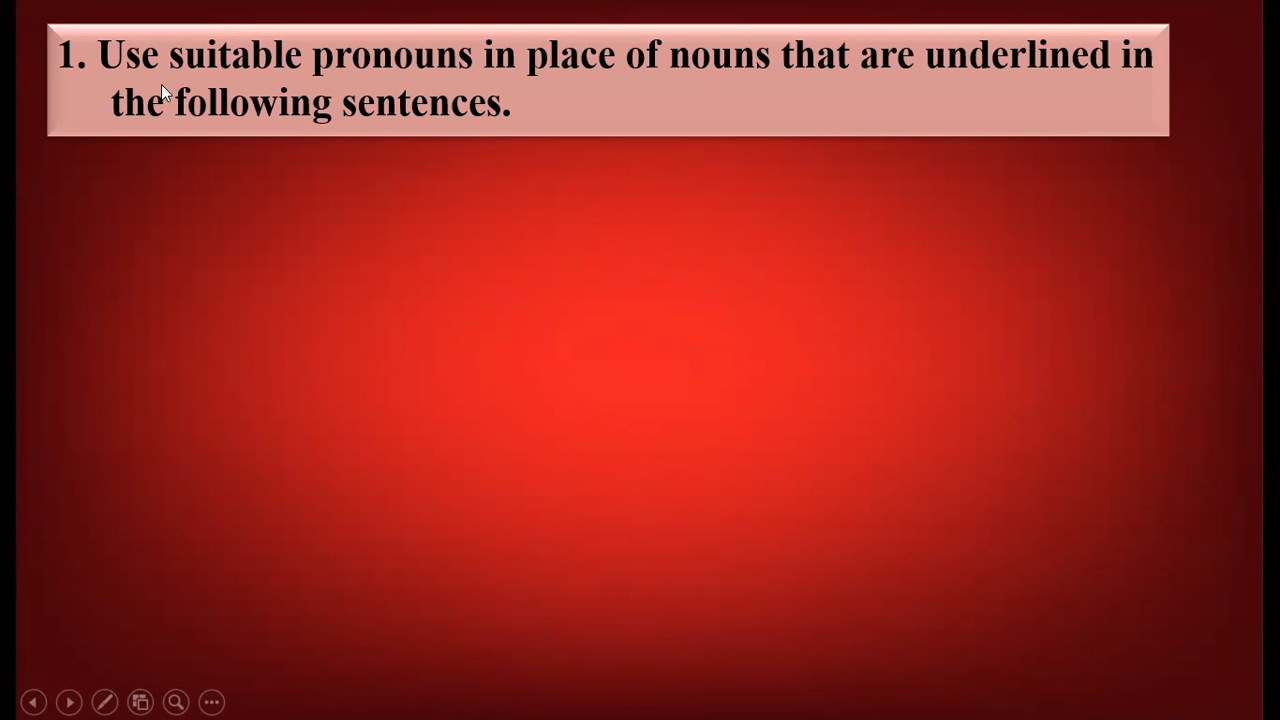 1. Use suitable pronouns in place of nouns that are underlined in
the following sentences.